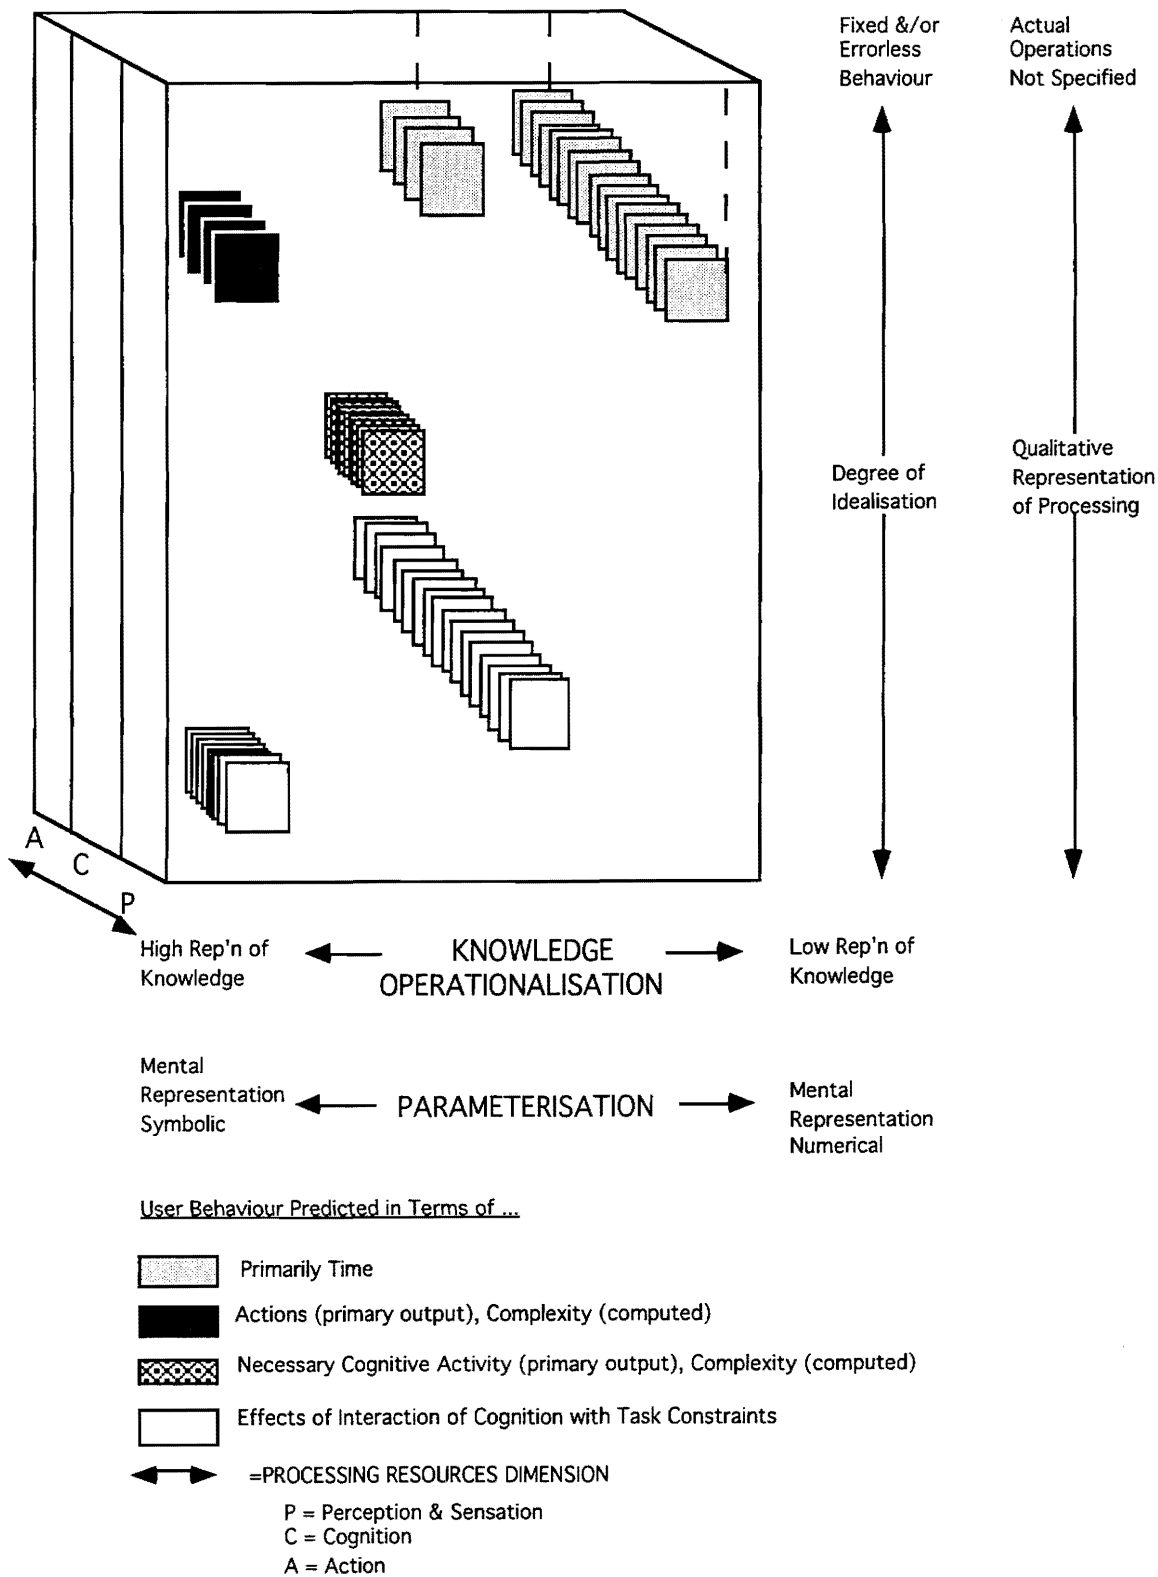 Fixed &/or
Errorless
Behaviour
Actual
Operations
Not Specified
Degree of
Idealisation
Qualitative
Representation
of Processing
A
C
P
High Rep'n of
Knowledge
KNOWLEDGE
OPERATIONALISATION
Low Rep'n of
Knowledge
Mental
Representation
Symbolic
PARAMETERISATION
Mental
Representation
Numerical
User Behaviour Predicted in Terms of ...
Primarily Time
Actions (primary output), Complexity (computed)
Necessary Cognitive Activity (primary output), Complexity (computed)
Effects of Interaction of Cognition with Task Constraints
=PROCESSING RESOURCES DIMENSION
P = Perception & Sensation
C = Cognition
A = Action